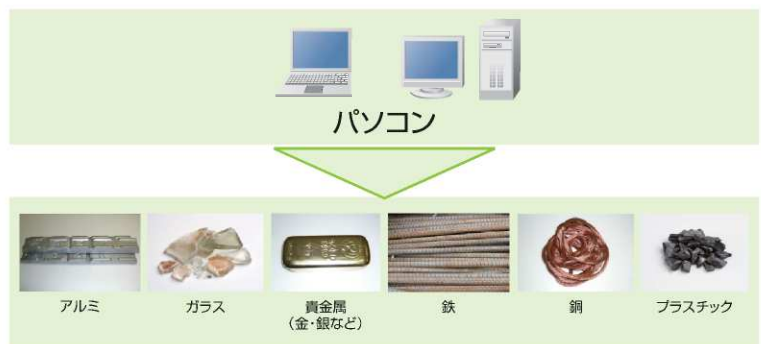 パソコン
アルミ
ガラス
貴金属
（金・銀など）
鉄
銅
プラスチック